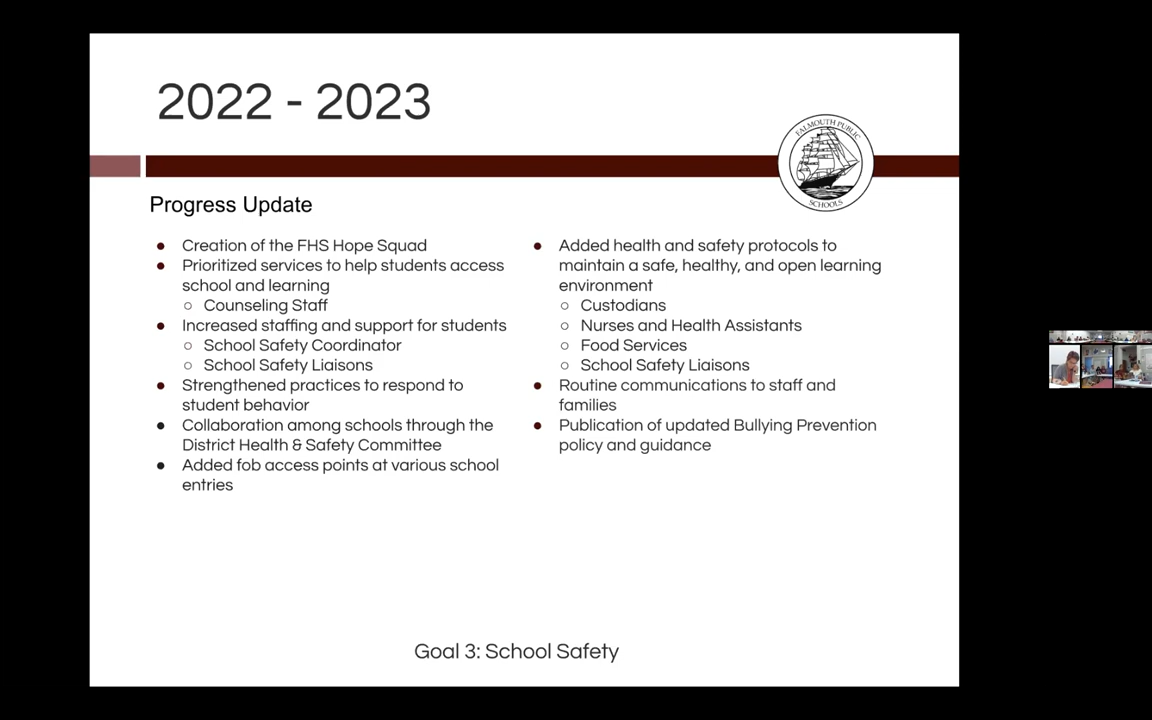 2022 - 2023
FALMOUTH PUBLIC
SCHOOLS
Progress Update
● Creation of the FHS Hope Squad
● Prioritized services to help students access
school and learning
○ Counseling Staff
● Increased staffing and support for students
○ School Safety Coordinator
○ School Safety Liaisons
● Strengthened practices to respond to
student behavior
● Collaboration among schools through the
District Health & Safety Committee
● Added fob access points at various school
entries
● Added health and safety protocols to
maintain a safe, healthy, and open learning
environment
○ Custodians
○ Nurses and Health Assistants
○ Food Services
○ School Safety Liaisons
● Routine communications to staff and
families
● Publication of updated Bullying Prevention
policy and guidance
Goal 3: School Safety